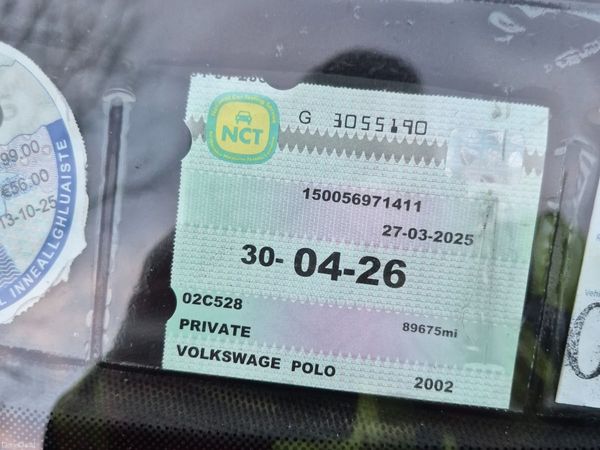 99.00
€56.00
13-10-25
INNEALLGHLUAISTE
NCT
G 3055190
150056971411
27-03-2025
30- 04-26
02C528
PRIVATE
89675mi
VOLKSWAGE POLO
2002